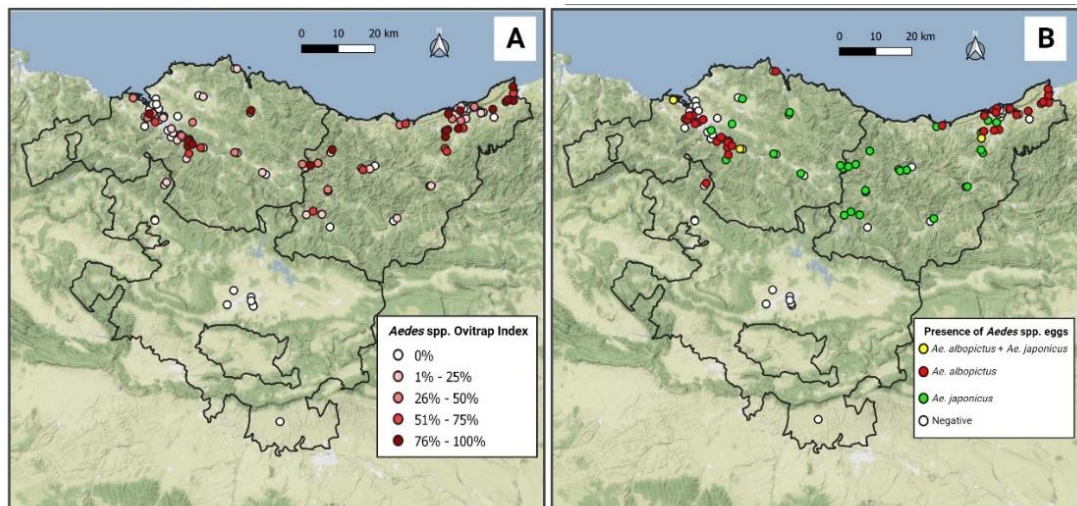 0 10 20 km
A
Aedes spp. Ovitrap Index
0%
1% - 25%
26% - 50%
51% - 75%
76% - 100%
0 10 20 km
B
Presence of Aedes spp. eggs
Ae. albopictus + Ae. japonicus
Ae. albopictus
Ae. japonicus
Negative